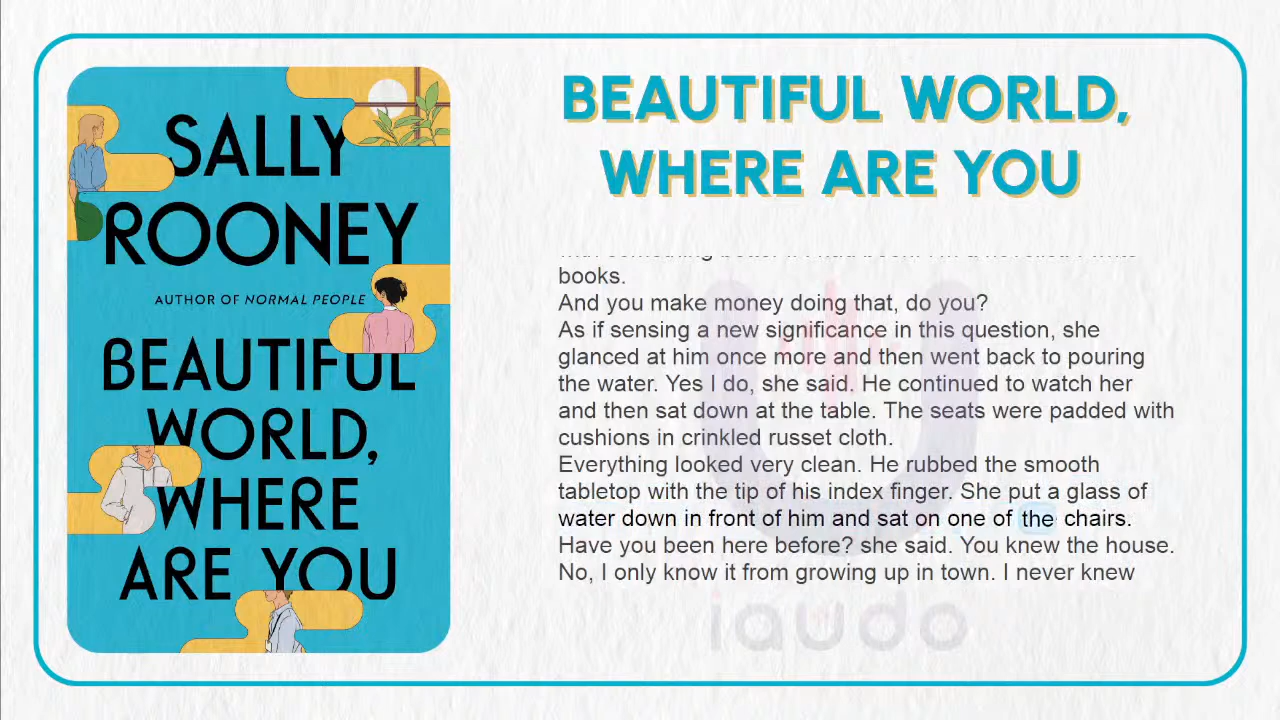 SALLY
ROONEY
AUTHOR OF NORMAL PEOPLE
BEAUTIFUL
WORLD,
WHERE
ARE YOU
BEAUTIFUL WORLD,
WHERE ARE YOU
books.
And you make money doing that, do you?
As if sensing a new significance in this question, she
glanced at him once more and then went back to pouring
the water. Yes I do, she said. He continued to watch her
and then sat down at the table. The seats were padded with
cushions in crinkled russet cloth.
Everything looked very clean. He rubbed the smooth
tabletop with the tip of his index finger. She put a glass of
water down in front of him and sat on one of the chairs.
Have you been here before? she said. You knew the house.
No, I only know it from growing up in town. I never knew
iaudo